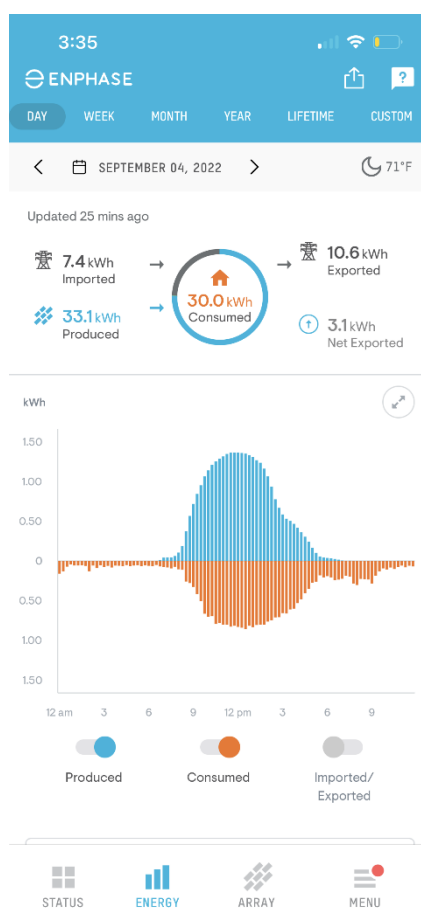 3:35
ENPHASE
?
DAY WEEK MONTH YEAR LIFETIME CUSTOM
SEPTEMBER 04, 2022
71°F
Updated 25 mins ago
7.4 kWh
Imported
33.1 kWh
Produced
30.0 kWh
Consumed
10.6 kWh
Exported
3.1 kWh
Net Exported
kWh
1.50
1.00
0.50
0
0.50
1.00
1.50
12 am 3 6 9 12 pm 3 6 9
Produced
Consumed
Imported/
Exported
STATUS ENERGY ARRAY MENU